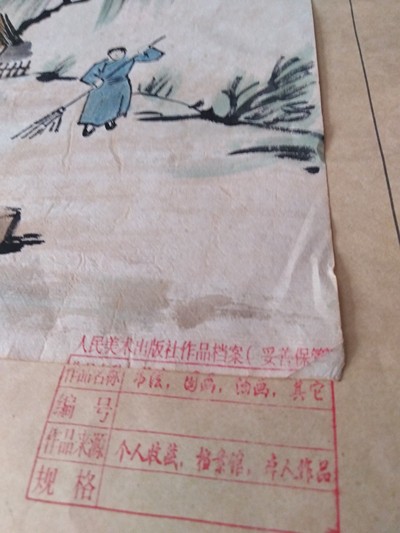 人民美术出版社作品档案（妥善保管
作品名称 书法，国画，油画，其它
编号
作品来源 个人收藏，档案馆，本人作品
规格